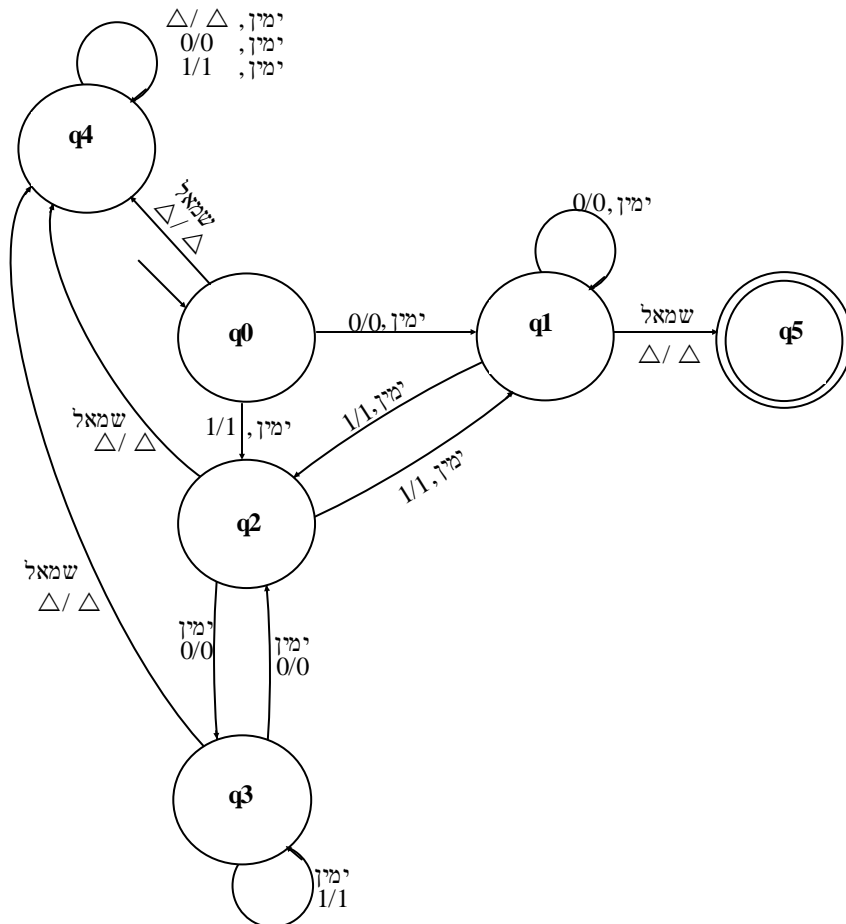 △/ △ , ימין
0/0 , ימין
1/1 , ימין
q4
שמאל
△/△
0/0, ימין
q0
0/0, ימין
q1
שמאל
△/ △
q5
1/1, ימין
1/1, ימין
1/1, ימין
שמאל
△/ △
q2
שמאל
△/ △
ימין
0/0
ימין
0/0
q3
ימין
1/1